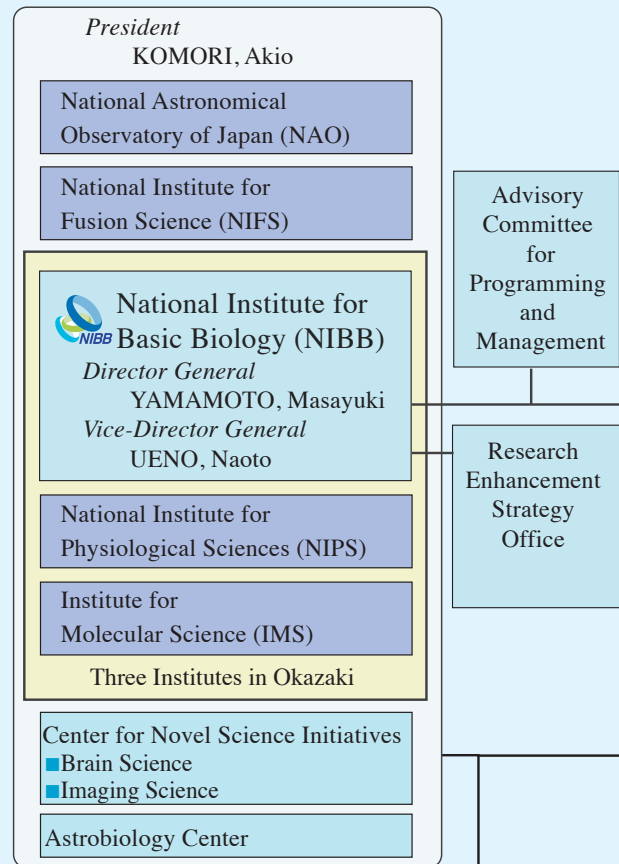 President
KOMORI, Akio
National Astronomical
Observatory of Japan (NAO)
National Institute for
Fusion Science (NIFS)
NIBB
National Institute for
Basic Biology (NIBB)
Director General
YAMAMOTO, Masayuki
Vice-Director General
UENO, Naoto
National Institute for
Physiological Sciences (NIPS)
Institute for
Molecular Science (IMS)
Three Institutes in Okazaki
Center for Novel Science Initiatives
■Brain Science
■Imaging Science
Astrobiology Center
Advisory
Committee
for
Programming
and
Management
Research
Enhancement
Strategy
Office